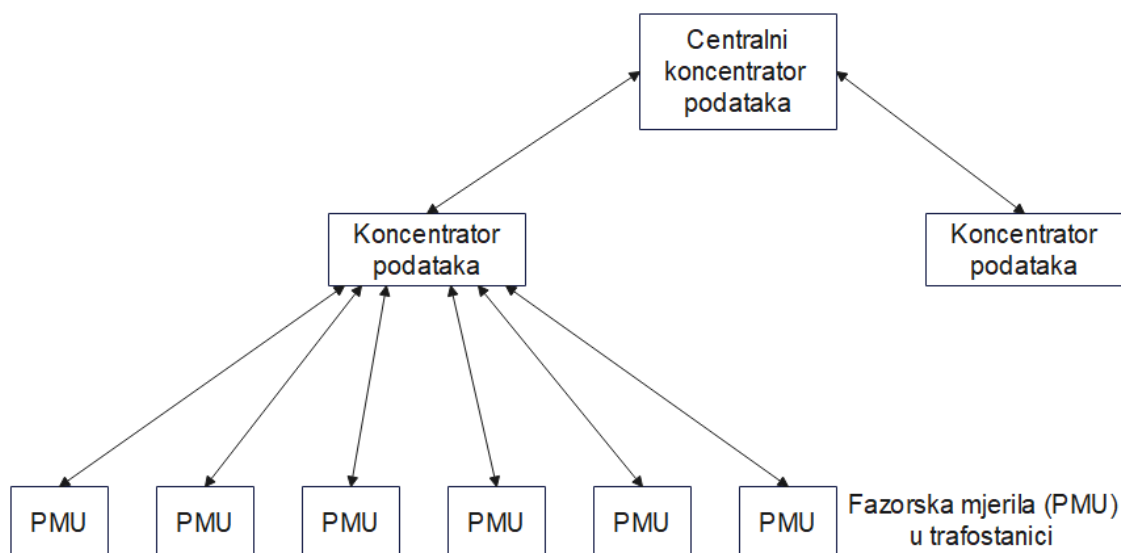 Centralni
koncentrator
podataka
Koncentrator
podataka
Koncentrator
podataka
PMU
PMU
PMU
PMU
PMU
PMU
Fazorska mjerila (PMU)
u trafostanici